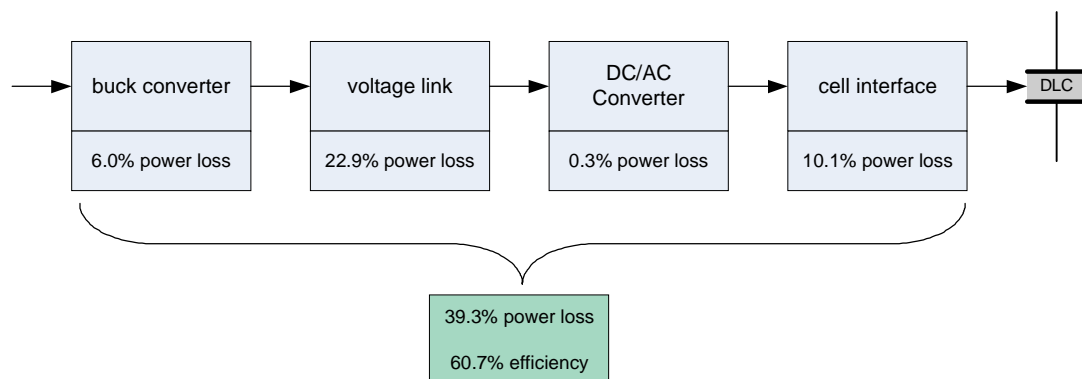 buck converter
voltage link
DC/AC
Converter
cell interface
DLC
6.0% power loss
22.9% power loss
0.3% power loss
10.1% power loss
39.3% power loss
60.7% efficiency